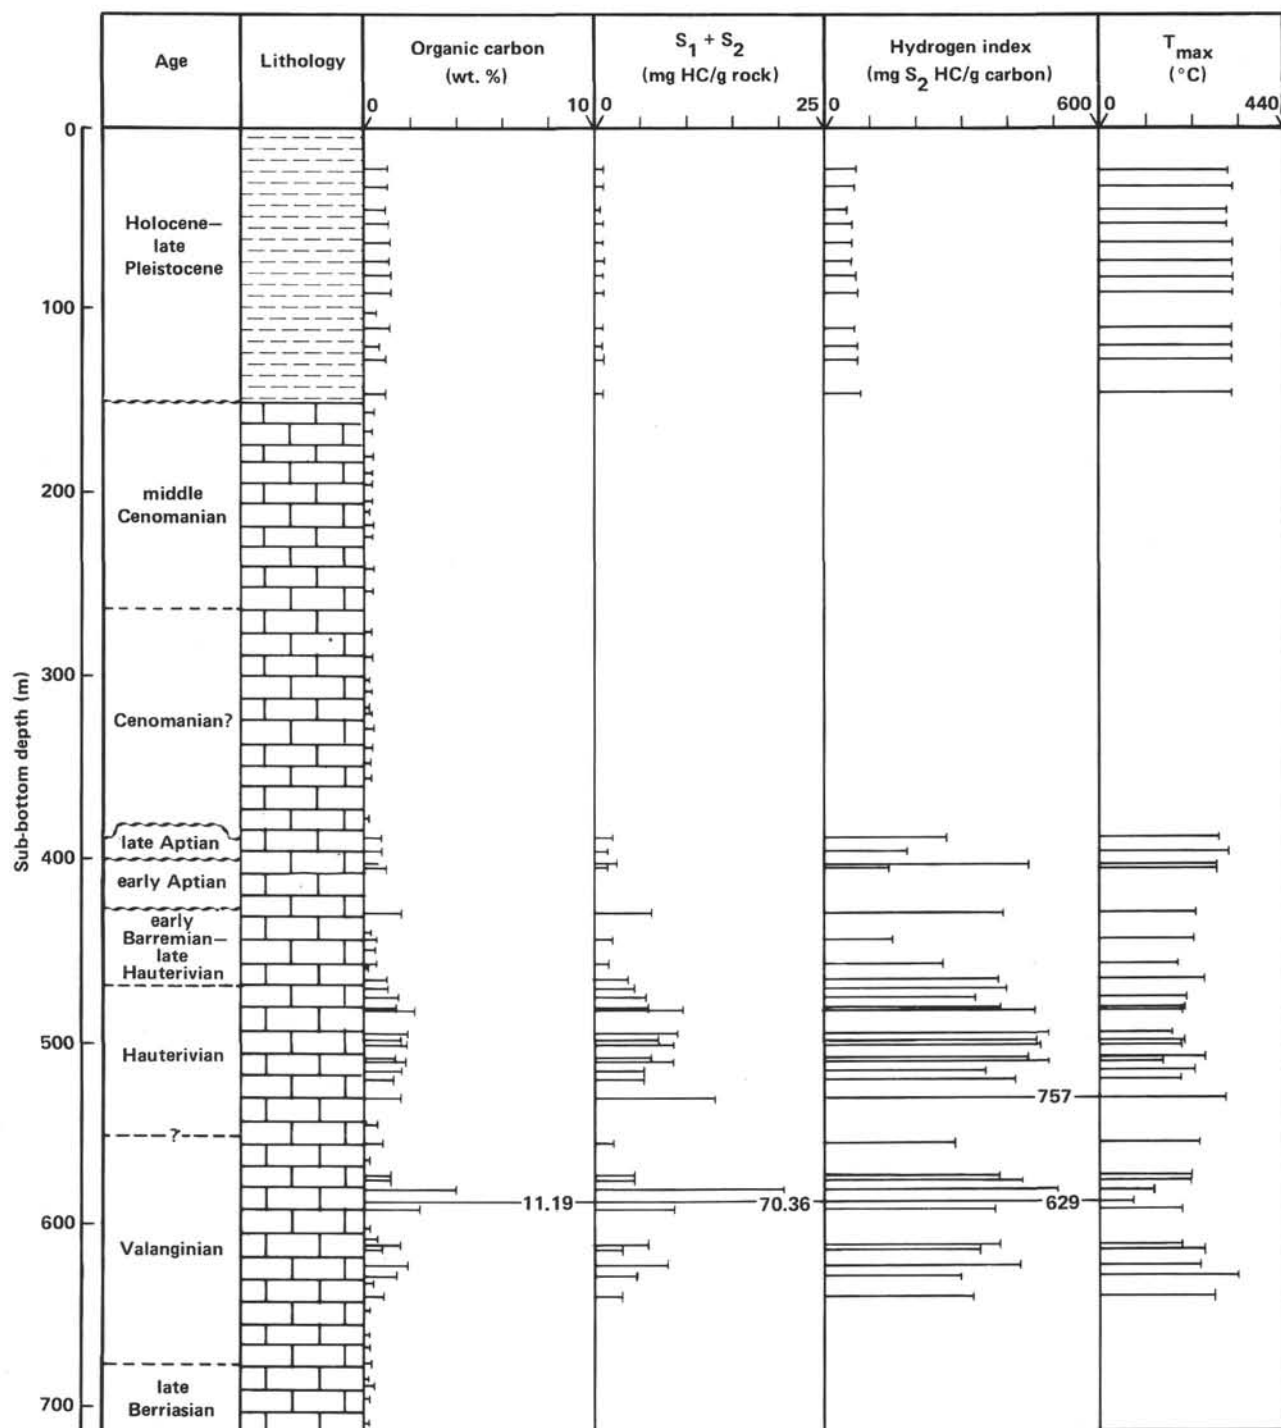 Age
Lithology
Organic carbon
(wt. %)
0 10
S1 + S2
(mg HC/g rock)
0 25
Hydrogen index
(mg S2 HC/g carbon)
0 600
Tmax
(°C)
0 440
Sub-bottom depth (m)
0
100
200
300
400
500
600
700
Holocene—
late
Pleistocene
middle
Cenomanian
Cenomanian?
late Aptian
early Aptian
early
Barremian—
late
Hauterivian
Hauterivian
?
Valanginian
late
Berriasian
757
11.19
70.36
629